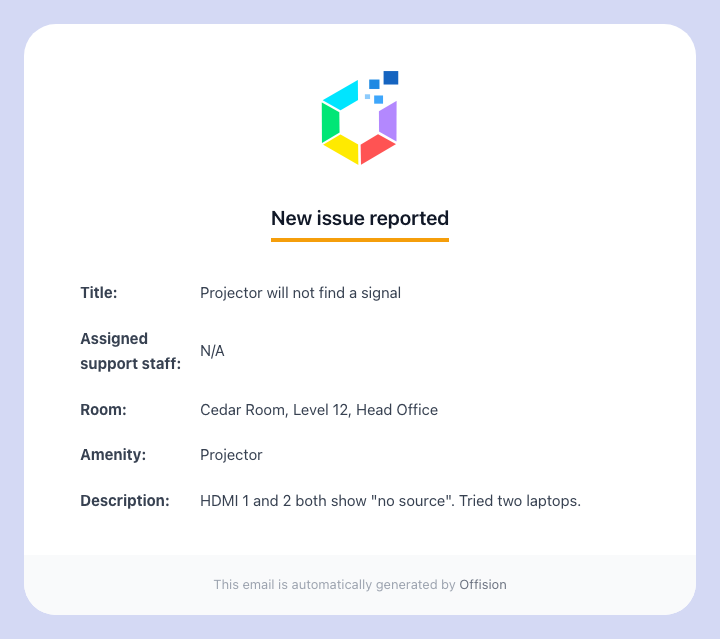 New issue reported
Title: Projector will not find a signal
Assigned support staff: N/A
Room: Cedar Room, Level 12, Head Office
Amenity: Projector
Description: HDMI 1 and 2 both show "no source". Tried two laptops.
This email is automatically generated by Offision